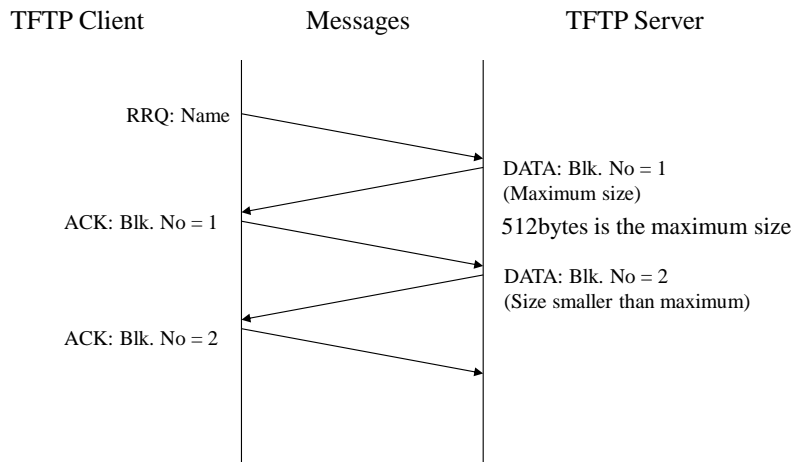 TFTP Client
Messages
TFTP Server
RRQ: Name
DATA: Blk. No = 1
(Maximum size)
ACK: Blk. No = 1
512bytes is the maximum size
DATA: Blk. No = 2
(Size smaller than maximum)
ACK: Blk. No = 2